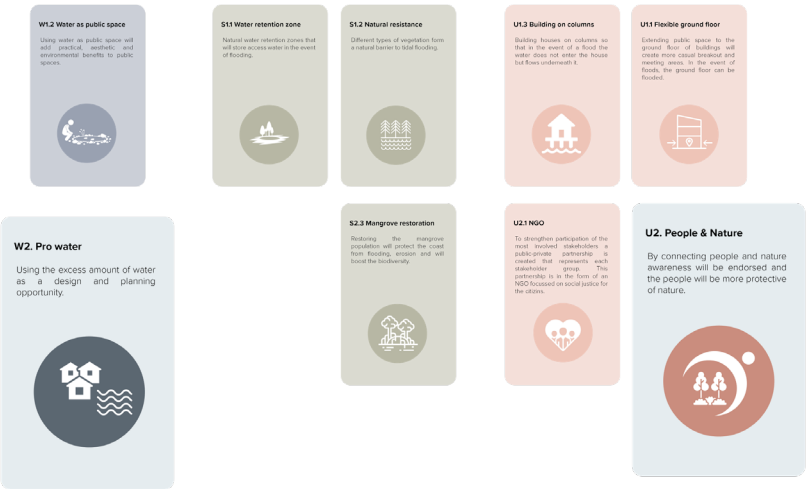 W1.2 Water as public space
Using water as public space will
add practical, aesthetic and
environmental benefits to public
spaces.
S1.1 Water retention zone
Natural water retention zones that
will store access water in the event
of flooding.
S1.2 Natural resistance
Different types of vegetation form
a natural barrier to tidal flooding.
U1.3 Building on columns
Building houses on columns so
that in the event of a flood the
water does not enter the house
but flows underneath it.
U1.1 Flexible ground floor
Extending public space to the
ground floor of buildings will
create more casual breakout and
meeting areas. In the event of
floods, the ground floor can be
flooded.
W2. Pro water
Using the excess amount of water
as a design and planning
opportunity.
S2.3 Mangrove restoration
Restoring the mangrove
population will protect the coast
from flooding, erosion and will
boost the biodiversity.
U2.1 NGO
To strengthen participation of the
most involved stakeholders a
public-private partnership is
created that represents each
stakeholder group. This
partnership is in the form of an
NGO focussed on social justice for
the citizins.
U2. People & Nature
By connecting people and nature
awareness will be endorsed and
the people will be more protective
of nature.